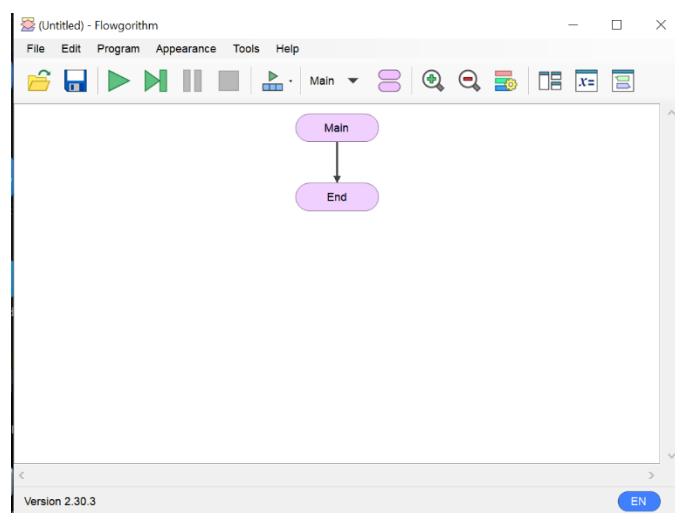 (Untitled) - Flowgorithm
File Edit Program Appearance Tools Help
Main x=
Main
End
Version 2.30.3 EN